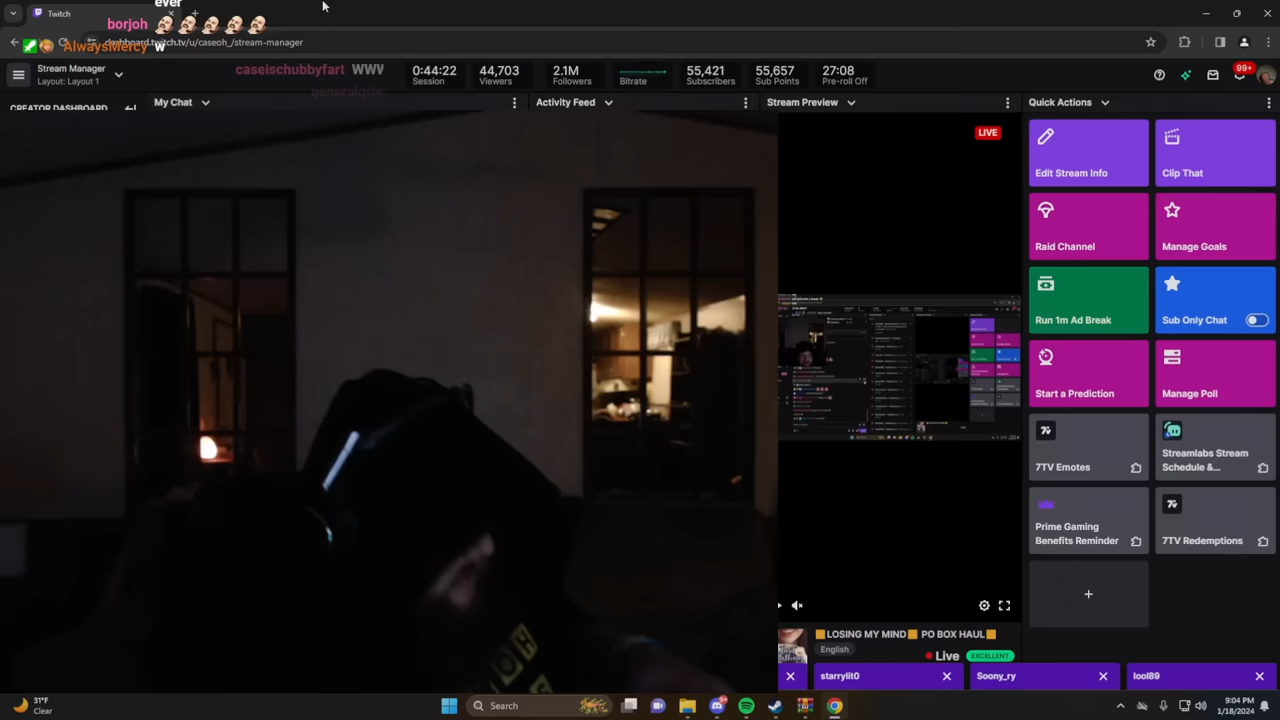 Twitch
ever
borjoh
AlwaysMercy W
dashboard.twitch.tv/u/caseoh_/stream-manager
caseischubbyfart WWW
Stream Manager
Layout: Layout 1
0:44:22
Session
44,703
Viewers
2.1M
Followers
Bitrate
55,421
Subscribers
55,657
Sub Points
27:08
Pre-roll Off
99+
CREATOR DASHBOARD
My Chat
Activity Feed
Stream Preview
Quick Actions
LIVE
Edit Stream Info
Clip That
Raid Channel
Manage Goals
Run 1m Ad Break
Sub Only Chat
Start a Prediction
Manage Poll
7TV Emotes
Streamlabs Stream
Schedule &...
Prime Gaming
Benefits Reminder
7TV Redemptions
LOSING MY MIND PO BOX HAUL
English
Live
EXCELLENT
starrylit0
Soony_ry
lool89
31°F
Clear
Search
9:04 PM
1/18/2024